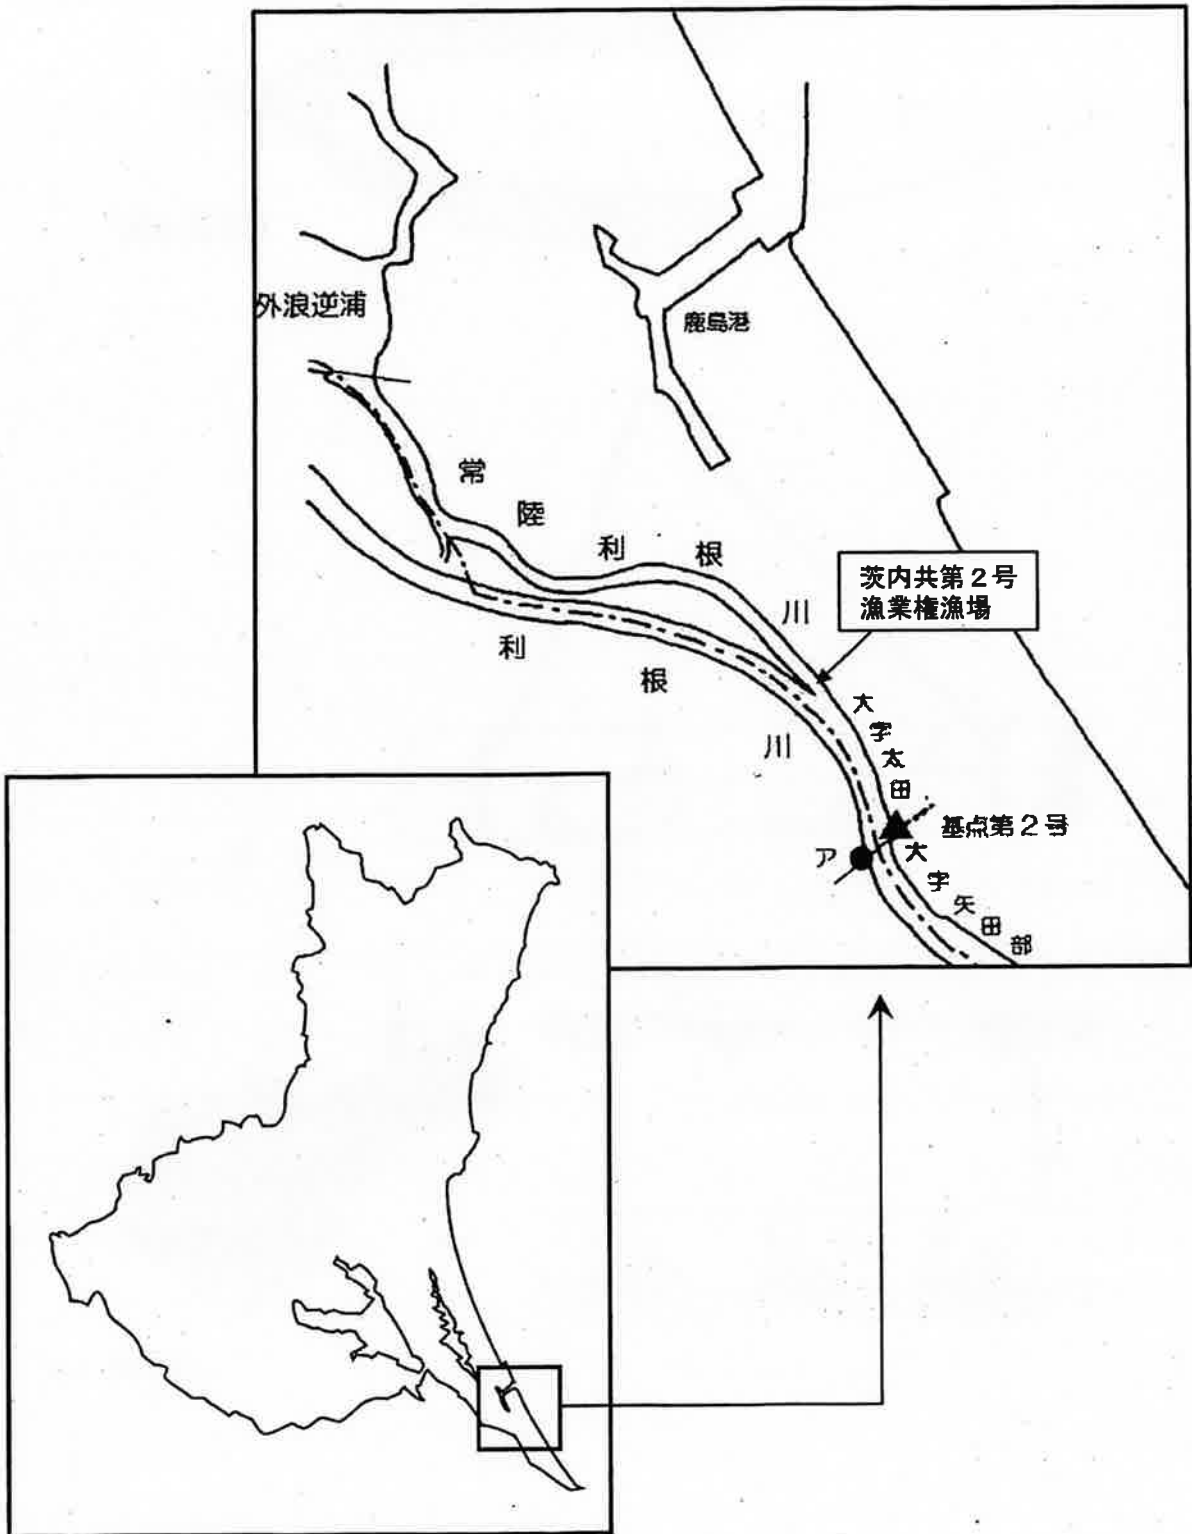 外浪逆浦
鹿島港
常陸利根川
茨内共第２号
漁業権漁場
利根川
大字太田
基点第２号
ア
大字矢田部